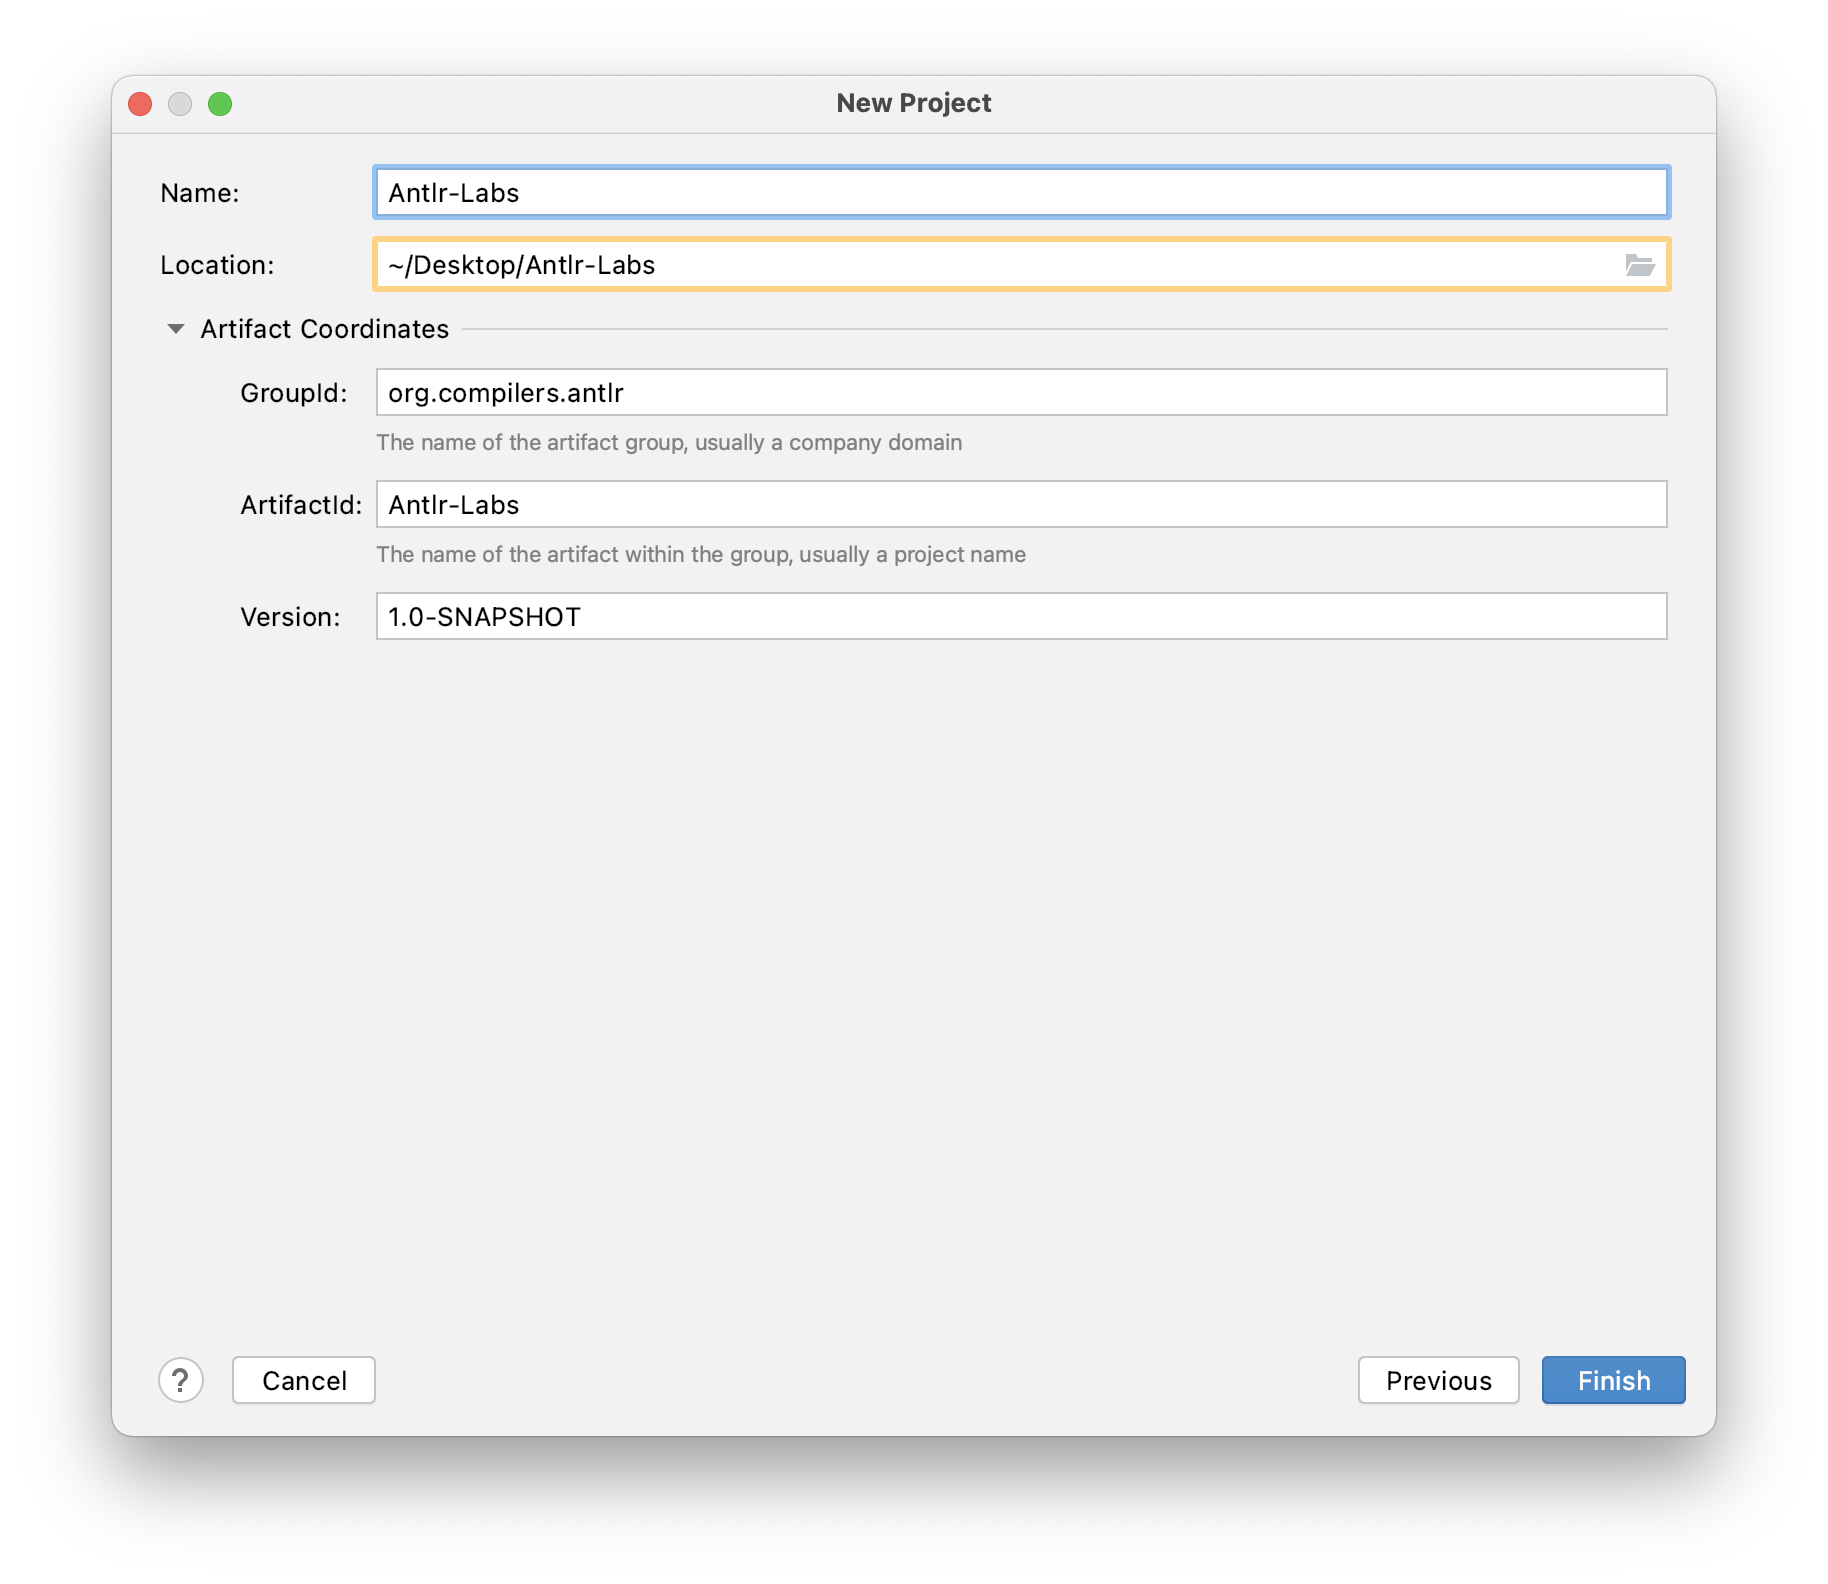 New Project
Name: Antlr-Labs
Location: ~/Desktop/Antlr-Labs
Artifact Coordinates
GroupId: org.compilers.antlr
The name of the artifact group, usually a company domain
ArtifactId: Antlr-Labs
The name of the artifact within the group, usually a project name
Version: 1.0-SNAPSHOT
? Cancel Previous Finish